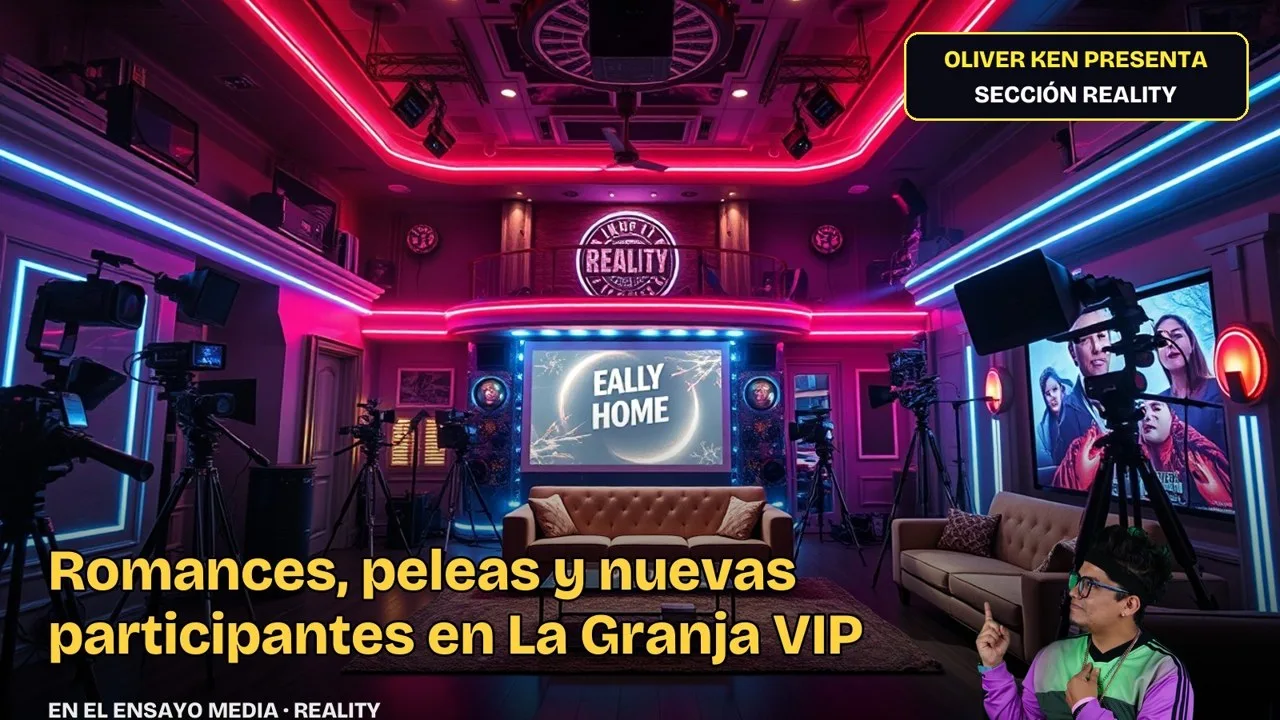 OLIVER KEN PRESENTA
SECCIÓN REALITY
REALITY
EALLY
HOME
Romances, peleas y nuevas
participantes en La Granja VIP
EN EL ENSAYO MEDIA · REALITY